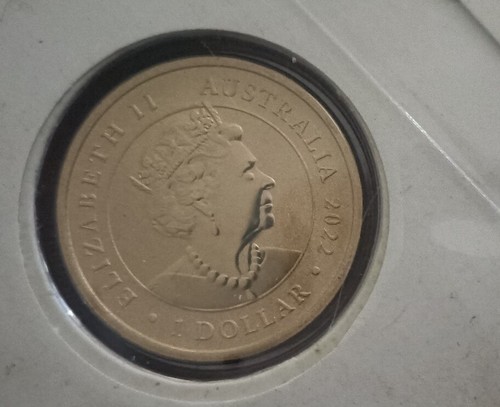 ELIZABETH II AUSTRALIA 2022 • 1 DOLLAR •